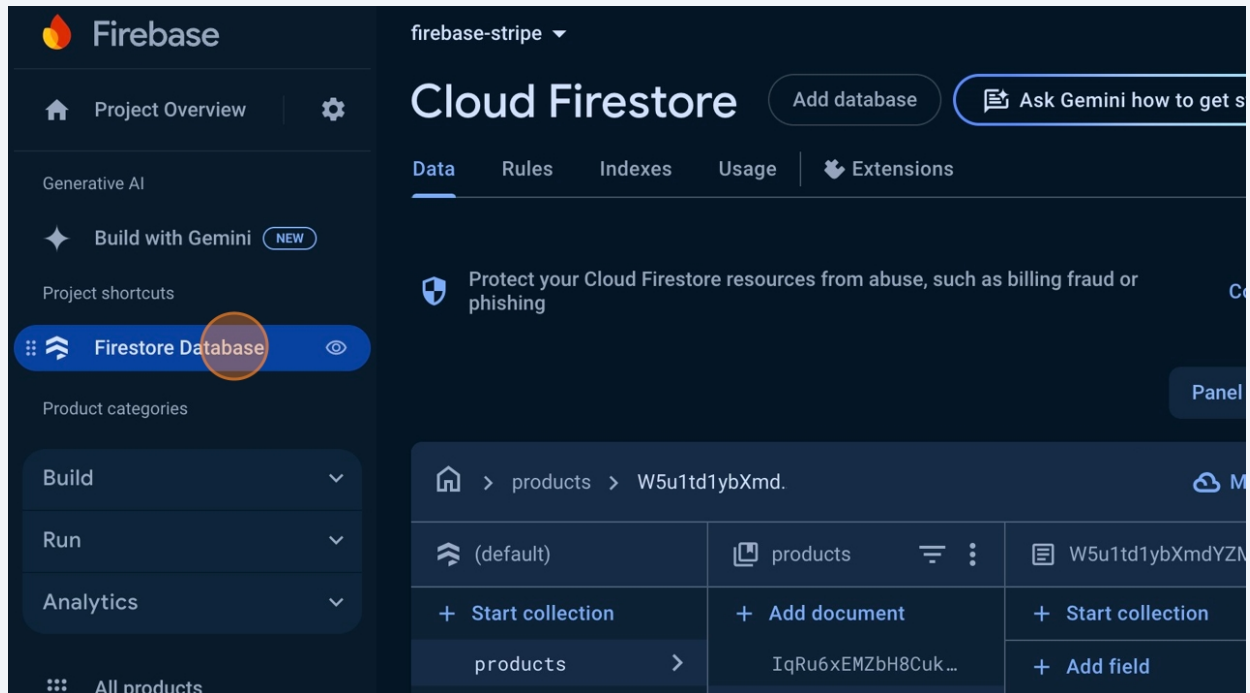 Firebase
Project Overview
Generative AI
Build with Gemini NEW
Project shortcuts
Firestore Database
Product categories
Build
Run
Analytics
All products
firebase-stripe
Cloud Firestore
Add database
Ask Gemini how to get s
Data Rules Indexes Usage Extensions
Protect your Cloud Firestore resources from abuse, such as billing fraud or
phishing
Panel
products W5u1td1ybXmd.
(default)
Start collection
products
products
Add document
IqRu6xEMZbH8Cuk…
W5u1td1ybXmdYZM
Start collection
Add field